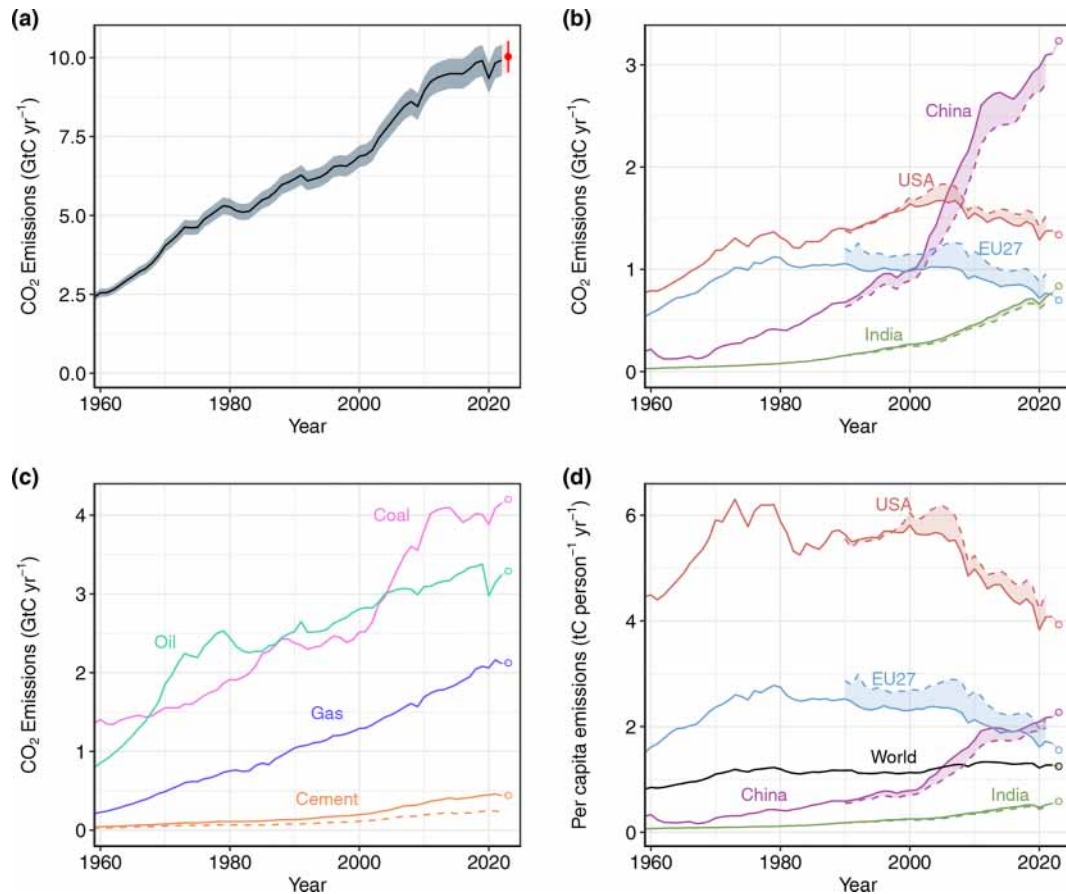 (a)
CO₂ Emissions (GtC yr⁻¹)
10.0
7.5
5.0
2.5
0.0
1960 1980 2000 2020
Year
(b)
CO₂ Emissions (GtC yr⁻¹)
3
2
1
0
China
USA
EU27
India
1960 1980 2000 2020
Year
(c)
CO₂ Emissions (GtC yr⁻¹)
4
3
2
1
0
Coal
Oil
Gas
Cement
1960 1980 2000 2020
Year
(d)
Per capita emissions (tC person⁻¹ yr⁻¹)
6
4
2
0
USA
EU27
World
China
India
1960 1980 2000 2020
Year